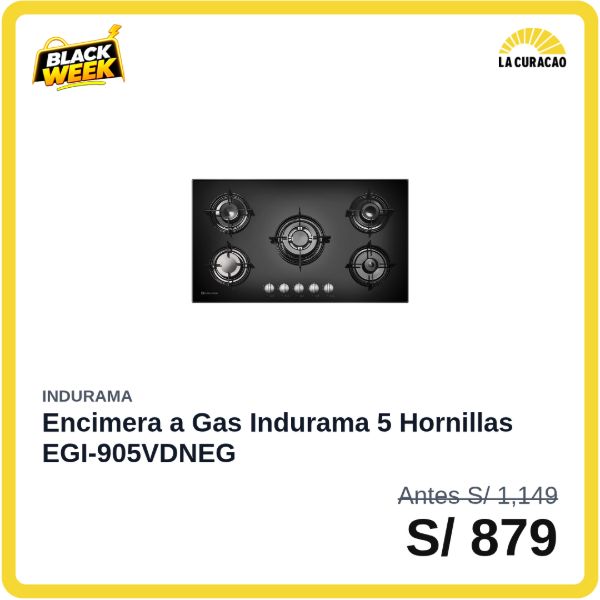 BLACK
WEEK
LA CURACAO
INDURAMA
Encimera a Gas Indurama 5 Hornillas
EGI-905VDNEG
Antes S/ 1,149
S/ 879